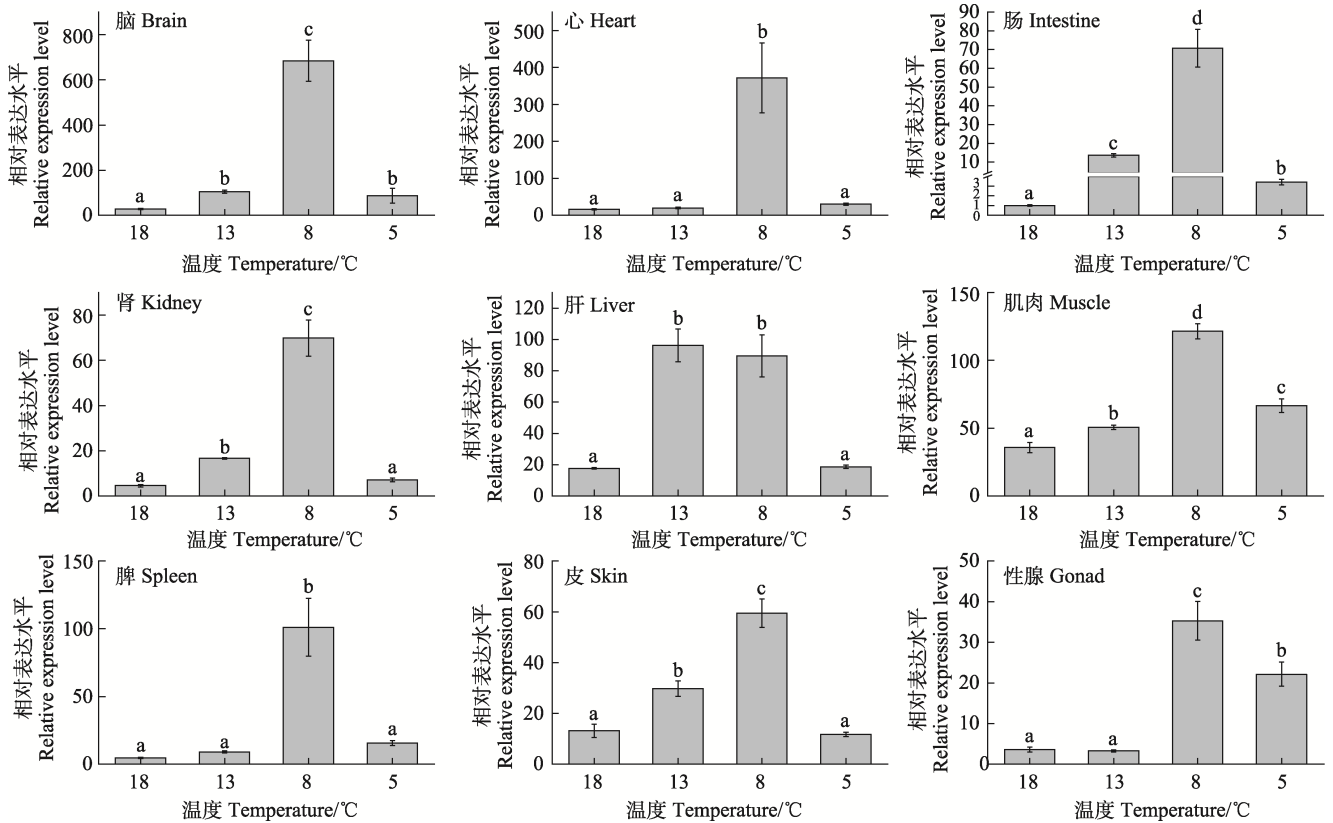 脑 Brain
相对表达水平
Relative expression level
800
600
400
200
0
a
b
c
b
18
13
8
5
温度 Temperature/℃
心 Heart
相对表达水平
Relative expression level
500
400
300
200
100
0
a
a
b
a
18
13
8
5
温度 Temperature/℃
肠 Intestine
相对表达水平
Relative expression level
90
80
70
60
50
40
30
20
10
3
2
1
0
a
c
d
b
18
13
8
5
温度 Temperature/℃
肾 Kidney
相对表达水平
Relative expression level
80
60
40
20
0
a
b
c
a
18
13
8
5
温度 Temperature/℃
肝 Liver
相对表达水平
Relative expression level
120
100
80
60
40
20
0
a
b
b
a
18
13
8
5
温度 Temperature/℃
肌肉 Muscle
相对表达水平
Relative expression level
150
100
50
0
a
b
d
c
18
13
8
5
温度 Temperature/℃
脾 Spleen
相对表达水平
Relative expression level
150
100
50
0
a
a
b
a
18
13
8
5
温度 Temperature/℃
皮 Skin
相对表达水平
Relative expression level
80
60
40
20
0
a
b
c
a
18
13
8
5
温度 Temperature/℃
性腺 Gonad
相对表达水平
Relative expression level
50
40
30
20
10
0
a
a
c
b
18
13
8
5
温度 Temperature/℃